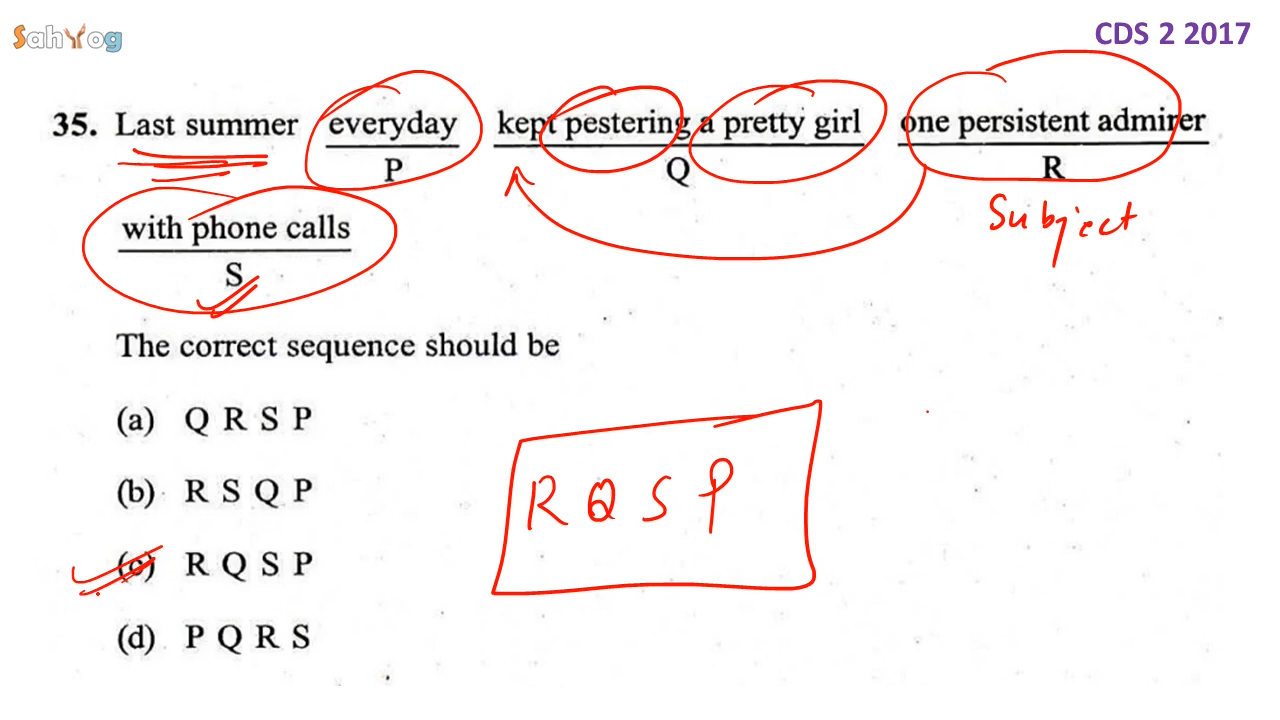 SahYog
CDS 2 2017
35. Last summer everyday kept pestering a pretty girl one persistent admirer
P Q R
Subject
with phone calls
S
The correct sequence should be
(a) Q R S P
(b) R S Q P
(c) R Q S P
R Q S P
(d) P Q R S